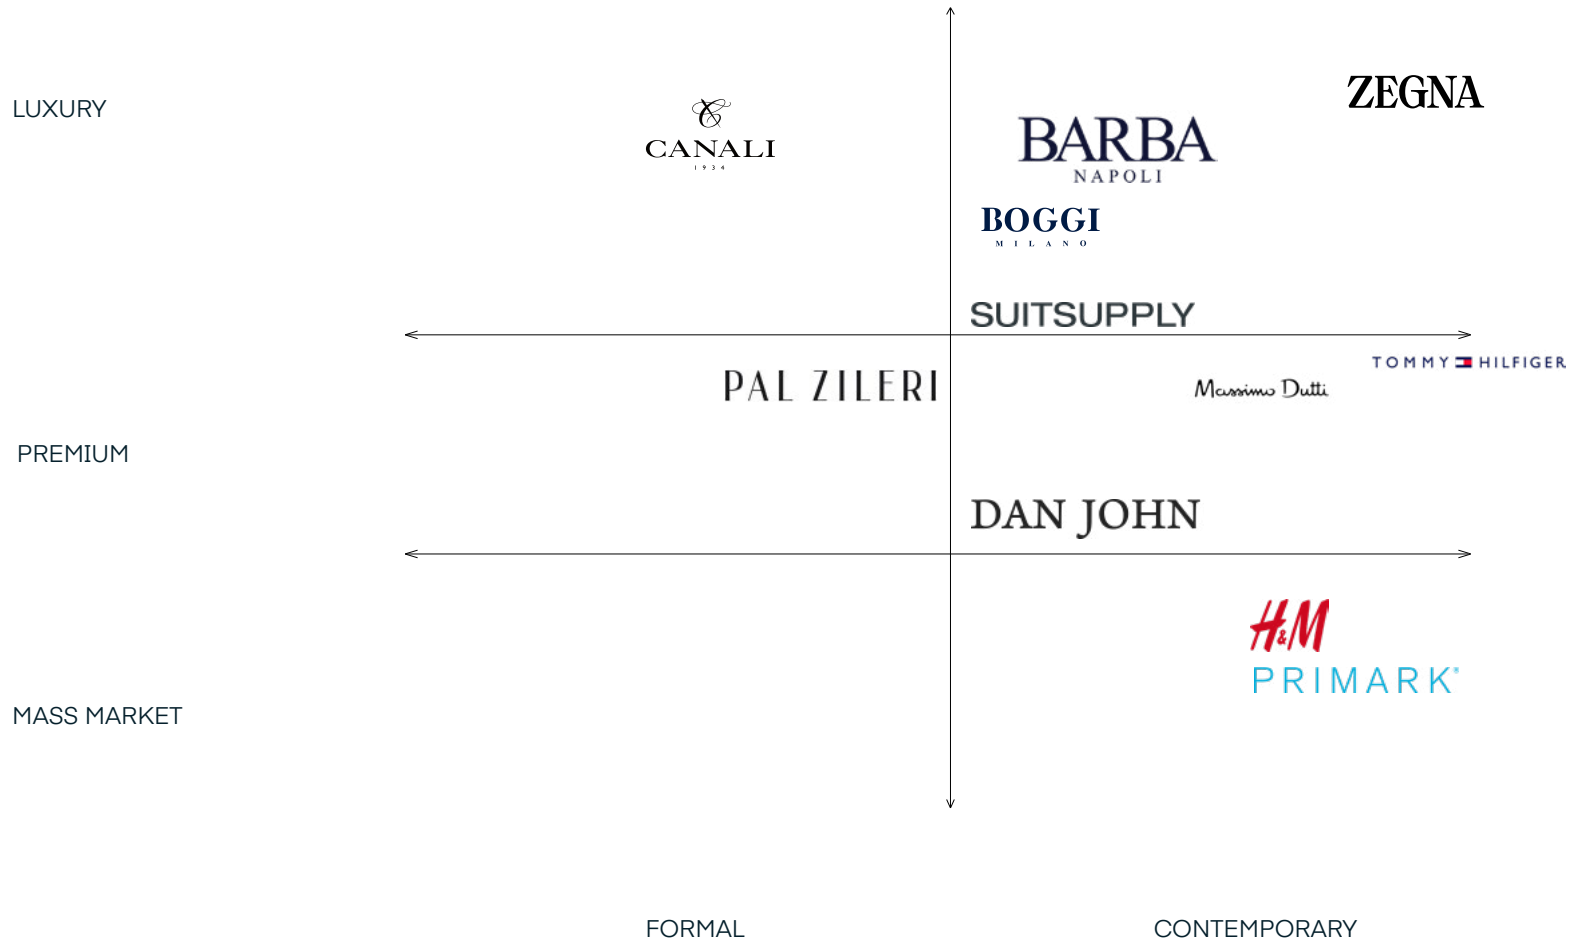 LUXURY
CANALI
1934
ZEGNA
BARBA
NAPOLI
BOGGI
MILANO
SUITSUPPLY
PAL ZILERI
TOMMY HILFIGER
Massimo Dutti
PREMIUM
DAN JOHN
H&M
PRIMARK®
MASS MARKET
FORMAL
CONTEMPORARY